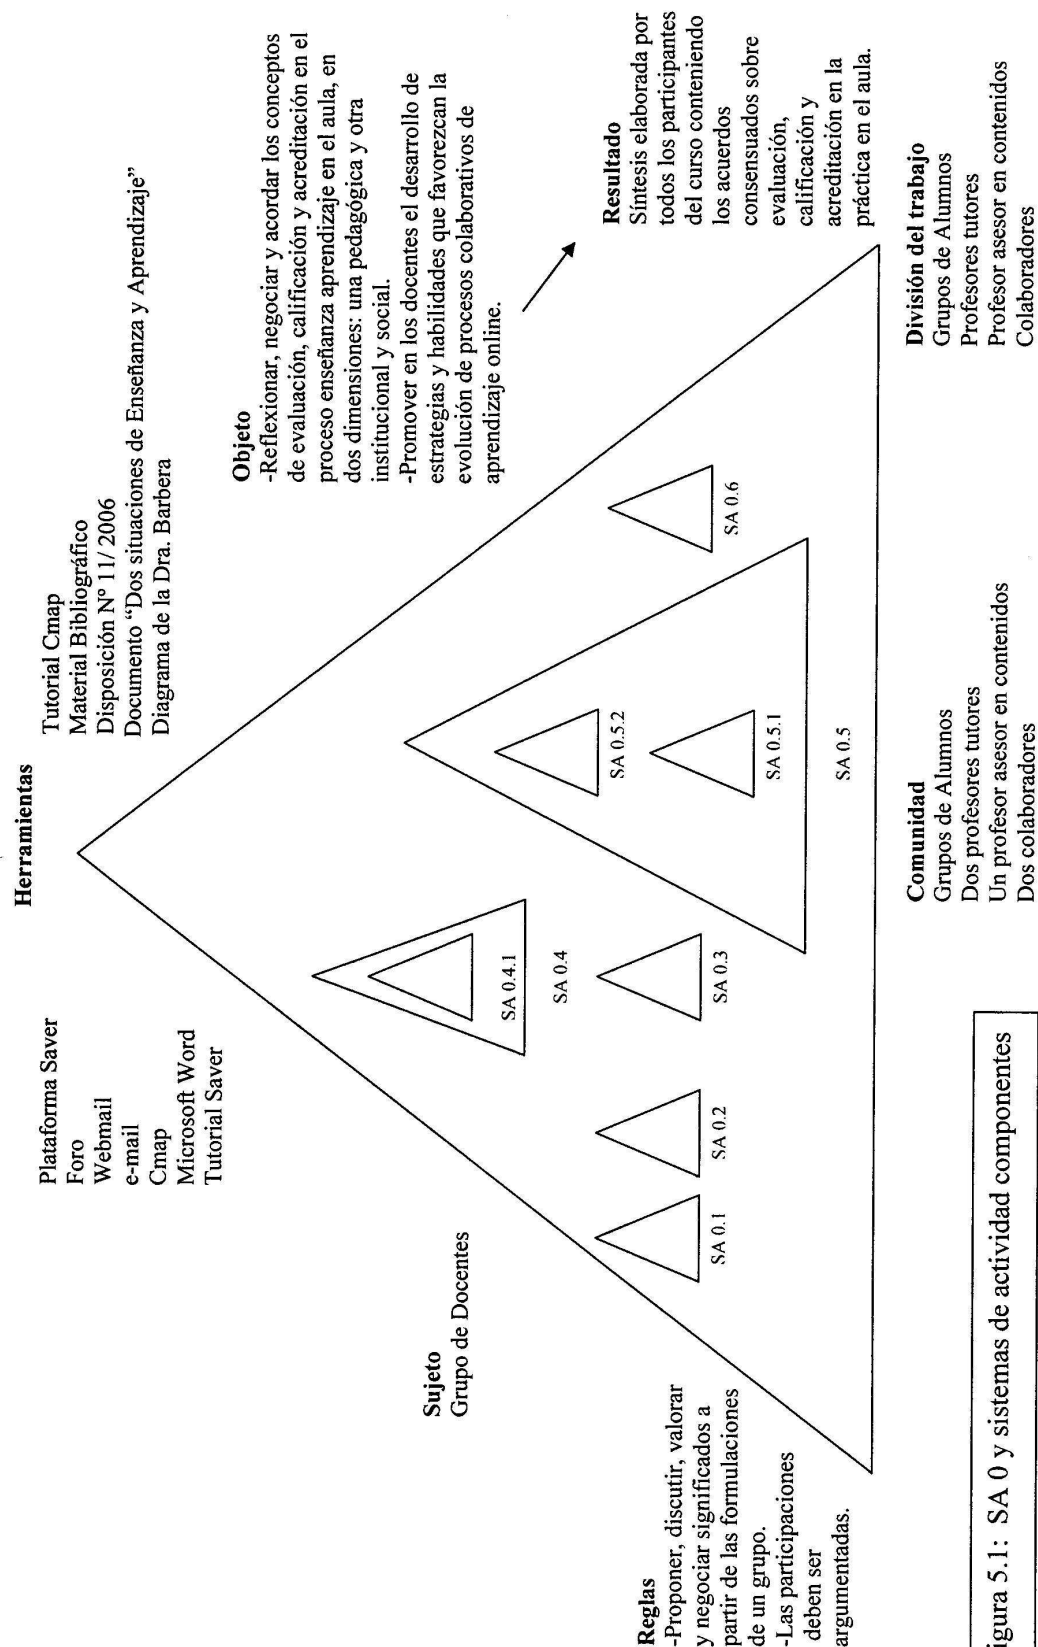 Herramientas
Plataforma Saver
Foro
Webmail
e-mail
Cmap
Microsoft Word
Tutorial Saver
Tutorial Cmap
Material Bibliográfico
Disposición Nº 11/ 2006
Documento “Dos situaciones de Enseñanza y Aprendizaje”
Diagrama de la Dra. Barbera
Sujeto
Grupo de Docentes
Objeto
-Reflexionar, negociar y acordar los conceptos
de evaluación, calificación y acreditación en el
proceso enseñanza aprendizaje en el aula, en
dos dimensiones: una pedagógica y otra
institucional y social.
-Promover en los docentes el desarrollo de
estrategias y habilidades que favorezcan la
evolución de procesos colaborativos de
aprendizaje online.
Resultado
Síntesis elaborada por
todos los participantes
del curso conteniendo
los acuerdos
consensuados sobre
evaluación,
calificación y
acreditación en la
práctica en el aula.
SA 0.1
SA 0.2
SA 0.3
SA 0.4.1
SA 0.4
SA 0.5.2
SA 0.5.1
SA 0.5
SA 0.6
Reglas
-Proponer, discutir, valorar
y negociar significados a
partir de las formulaciones
de un grupo.
-Las participaciones
deben ser
argumentadas.
Comunidad
Grupos de Alumnos
Dos profesores tutores
Un profesor asesor en contenidos
Dos colaboradores
División del trabajo
Grupos de Alumnos
Profesores tutores
Profesor asesor en contenidos
Colaboradores
igura 5.1: SA 0 y sistemas de actividad componentes